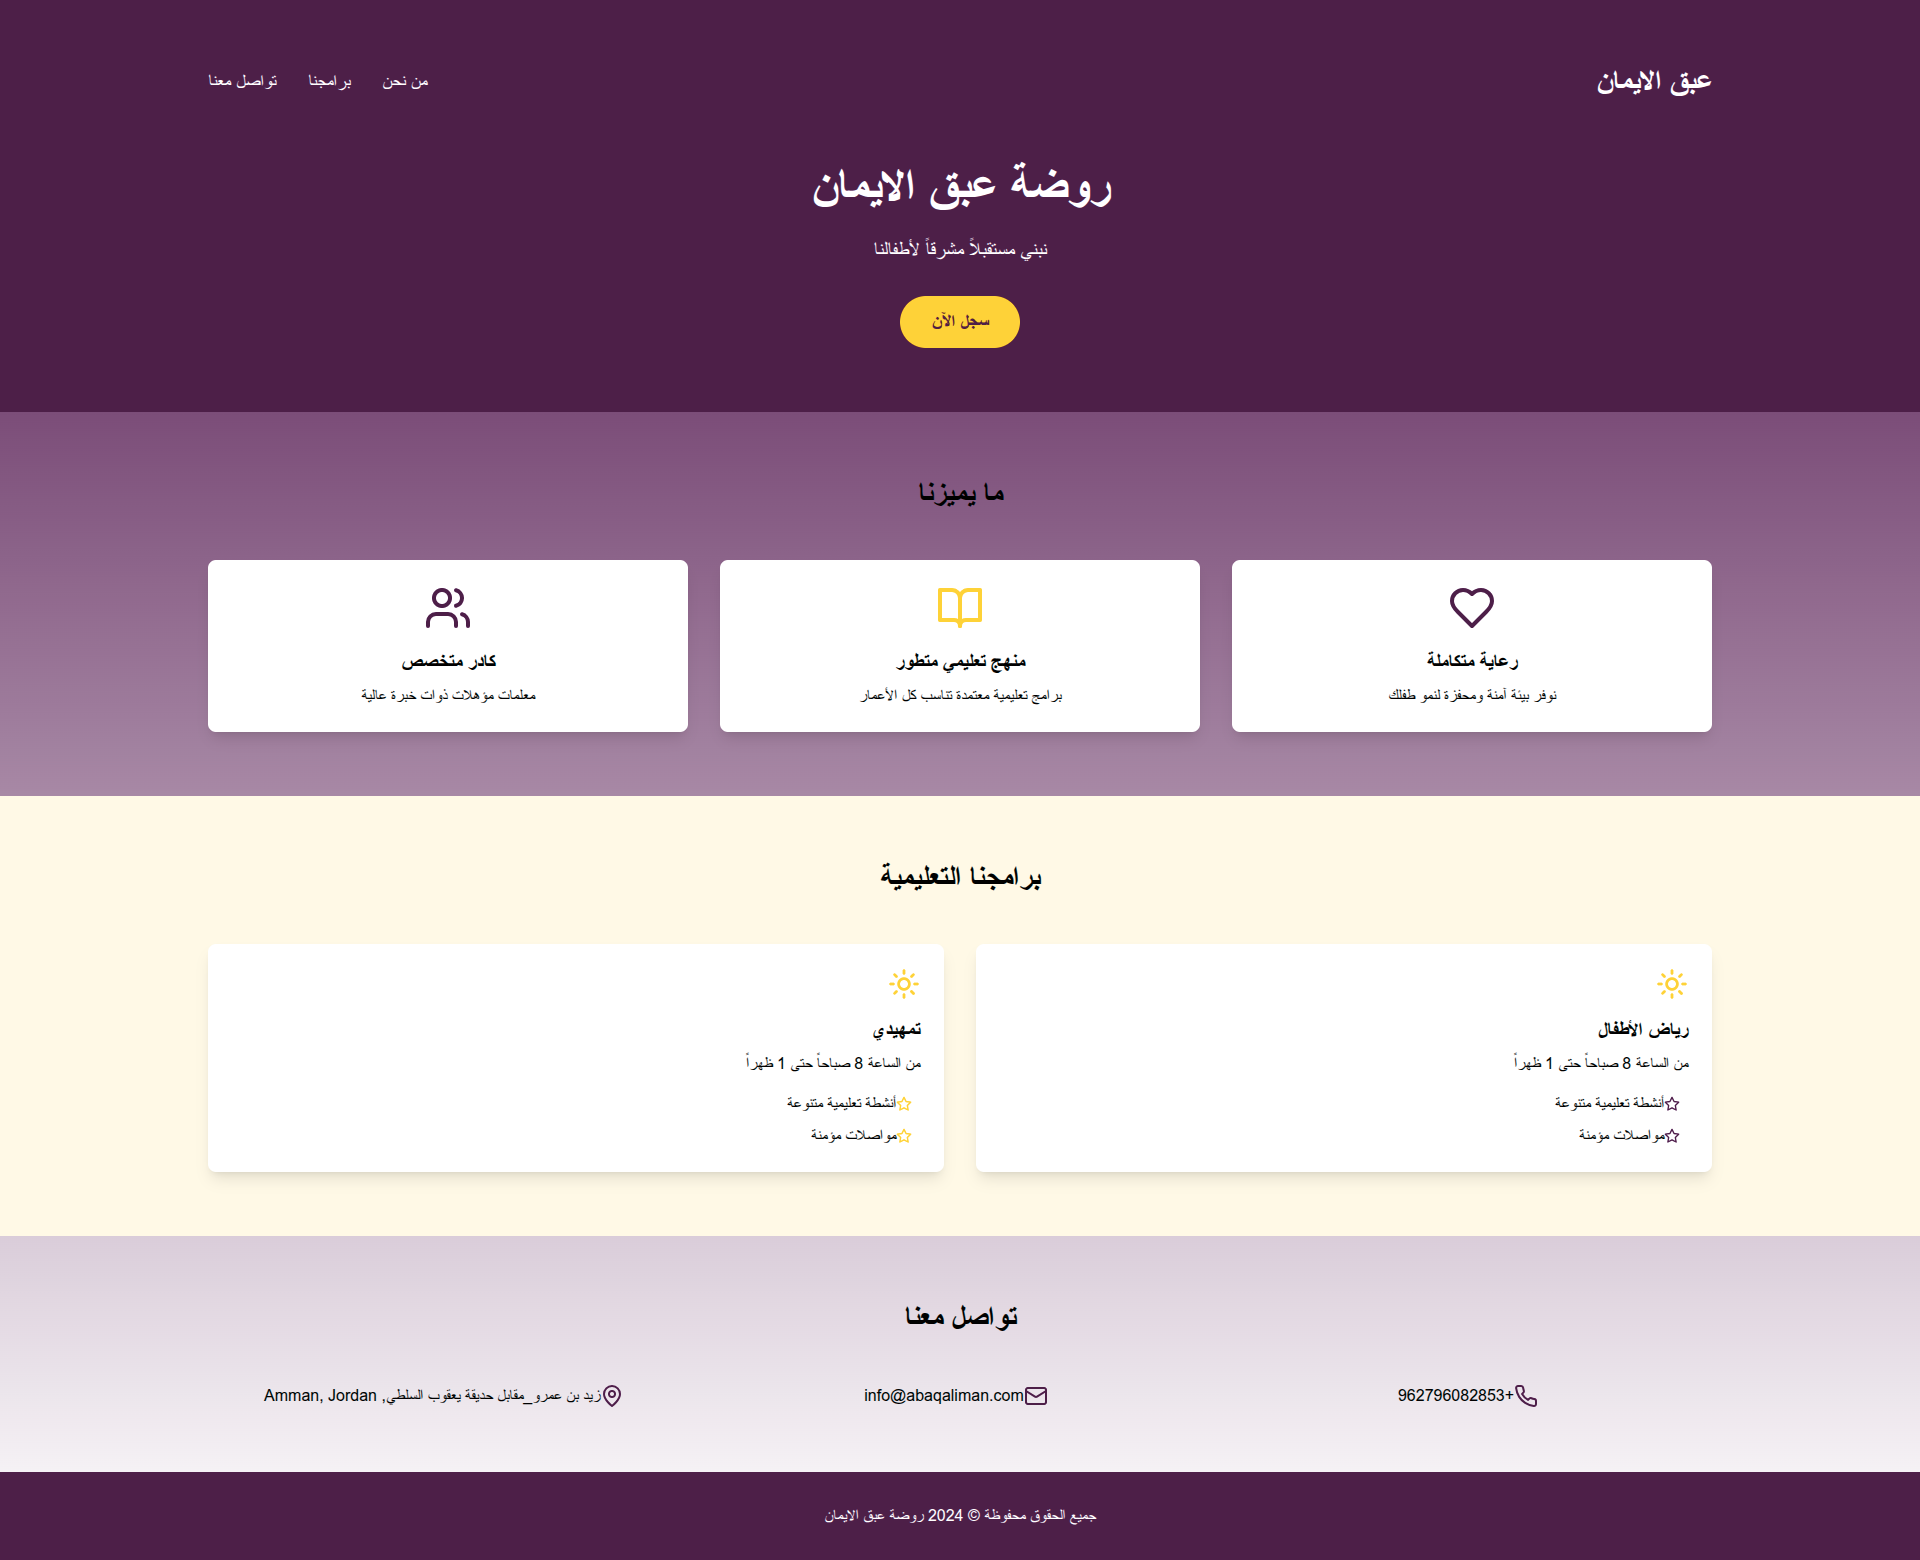 عبق الايمان
من نحن
برامجنا
تواصل معنا
روضة عبق الايمان
نبني مستقبلاً مشرقاً لأطفالنا
سجل الآن
ما يميزنا
رعاية متكاملة
نوفر بيئة آمنة ومحفزة لنمو طفلك
منهج تعليمي متطور
برامج تعليمية معتمدة تناسب كل الأعمار
كادر متخصص
معلمات مؤهلات ذوات خبرة عالية
برامجنا التعليمية
رياض الأطفال
من الساعة 8 صباحاً حتى 1 ظهراً
أنشطة تعليمية متنوعة
مواصلات مؤمنة
تمهيدي
من الساعة 8 صباحاً حتى 1 ظهراً
أنشطة تعليمية متنوعة
مواصلات مؤمنة
تواصل معنا
962796082853+
info@abaqaliman.com
زيد بن عمرو_مقابل حديقة يعقوب السلطي, Amman, Jordan
جميع الحقوق محفوظة © 2024 روضة عبق الايمان